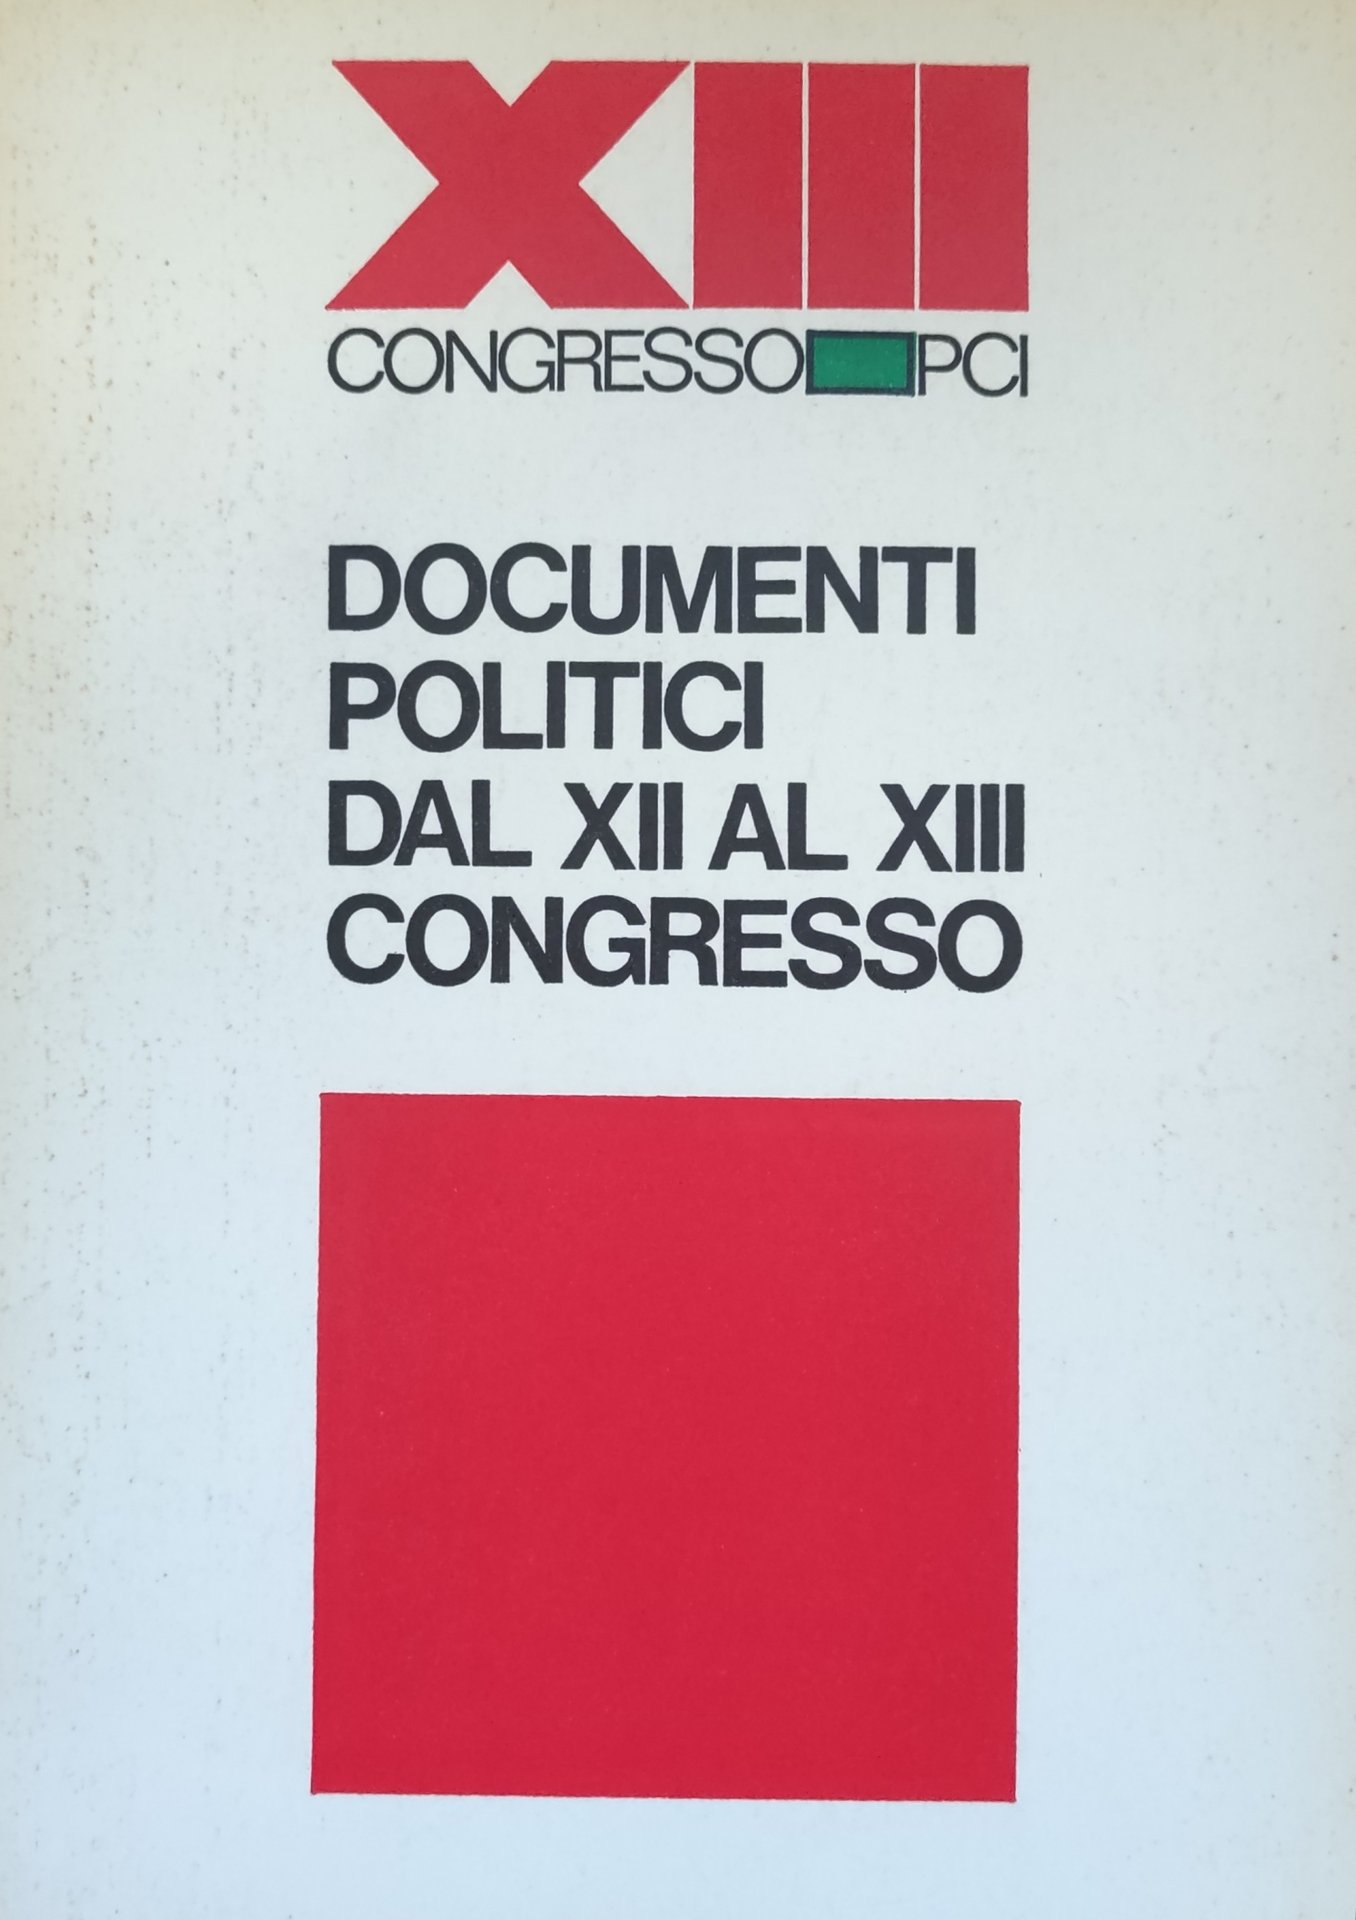 XIII
CONGRESSO PCI
DOCUMENTI
POLITICI
DAL XII AL XIII
CONGRESSO